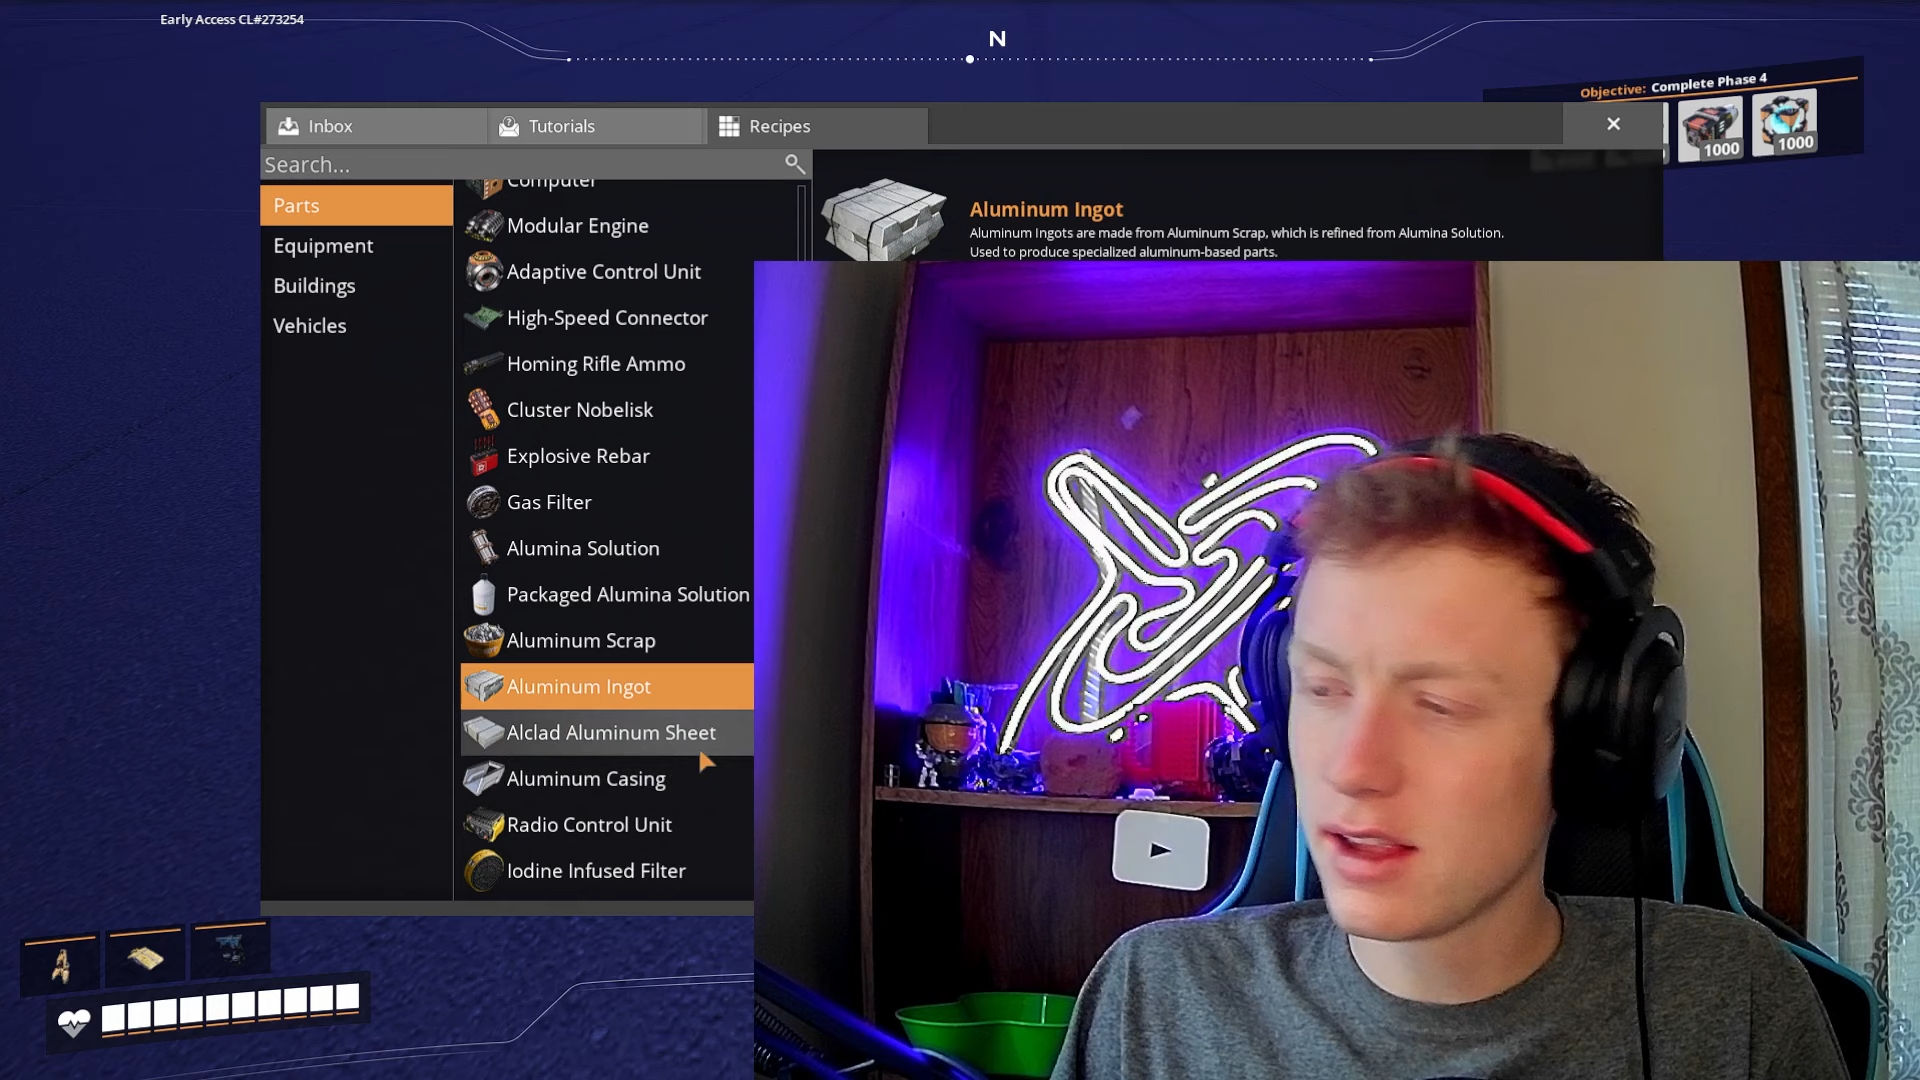 Early Access CL#273254
N
Objective: Complete Phase 4
1000
1000
Inbox
Tutorials
Recipes
Search...
Parts
Equipment
Buildings
Vehicles
Computer
Modular Engine
Adaptive Control Unit
High-Speed Connector
Homing Rifle Ammo
Cluster Nobelisk
Explosive Rebar
Gas Filter
Alumina Solution
Packaged Alumina Solution
Aluminum Scrap
Aluminum Ingot
Alclad Aluminum Sheet
Aluminum Casing
Radio Control Unit
Iodine Infused Filter
Aluminum Ingot
Aluminum Ingots are made from Aluminum Scrap, which is refined from Alumina Solution.
Used to produce specialized aluminum-based parts.